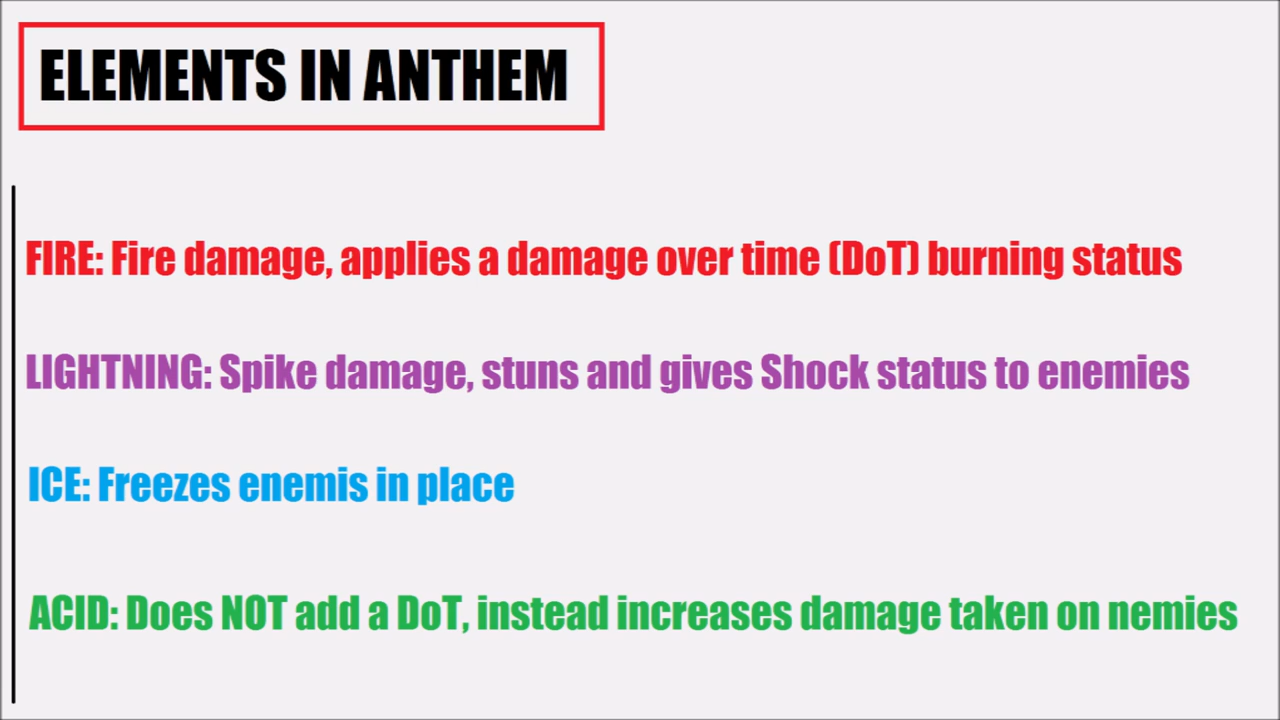 ELEMENTS IN ANTHEM
FIRE: Fire damage, applies a damage over time (DoT) burning status
LIGHTNING: Spike damage, stuns and gives Shock status to enemies
ICE: Freezes enemis in place
ACID: Does NOT add a DoT, instead increases damage taken on nemies